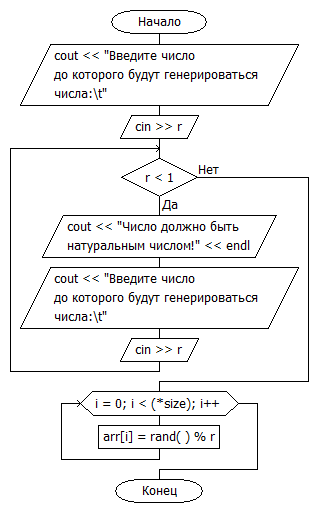 Начало
cout << "Введите число
до которого будут генерироваться
числа:\t"
cin >> r
r < 1
Нет
Да
cout << "Число должно быть
натуральным числом!" << endl
cout << "Введите число
до которого будут генерироваться
числа:\t"
cin >> r
i = 0; i < (*size); i++
arr[i] = rand( ) % r
Конец